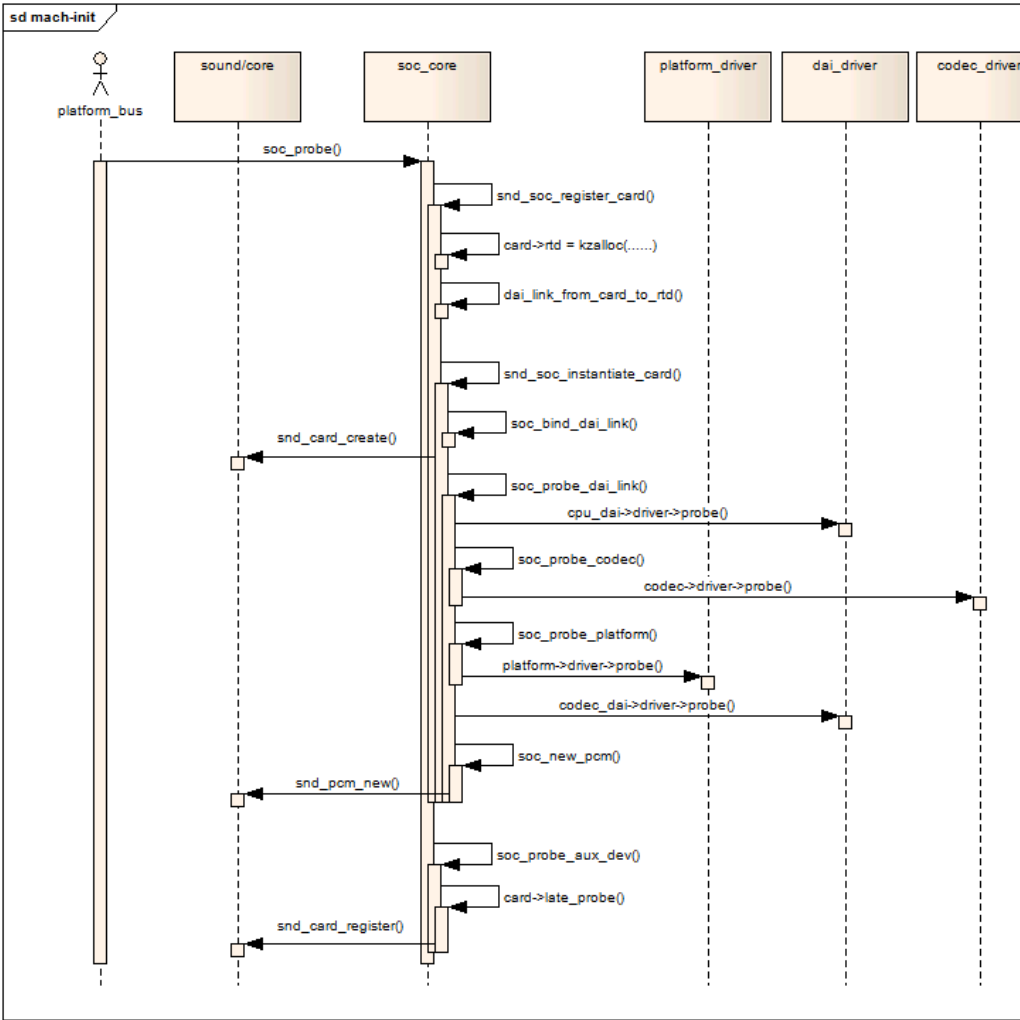 sd mach-init
platform_bus
sound/core
soc_core
platform_driver
dai_driver
codec_driver
soc_probe()
snd_soc_register_card()
card->rtd = kzalloc(......)
dai_link_from_card_to_rtd()
snd_soc_instantiate_card()
soc_bind_dai_link()
snd_card_create()
soc_probe_dai_link()
cpu_dai->driver->probe()
soc_probe_codec()
codec->driver->probe()
soc_probe_platform()
platform->driver->probe()
codec_dai->driver->probe()
soc_new_pcm()
snd_pcm_new()
soc_probe_aux_dev()
card->late_probe()
snd_card_register()